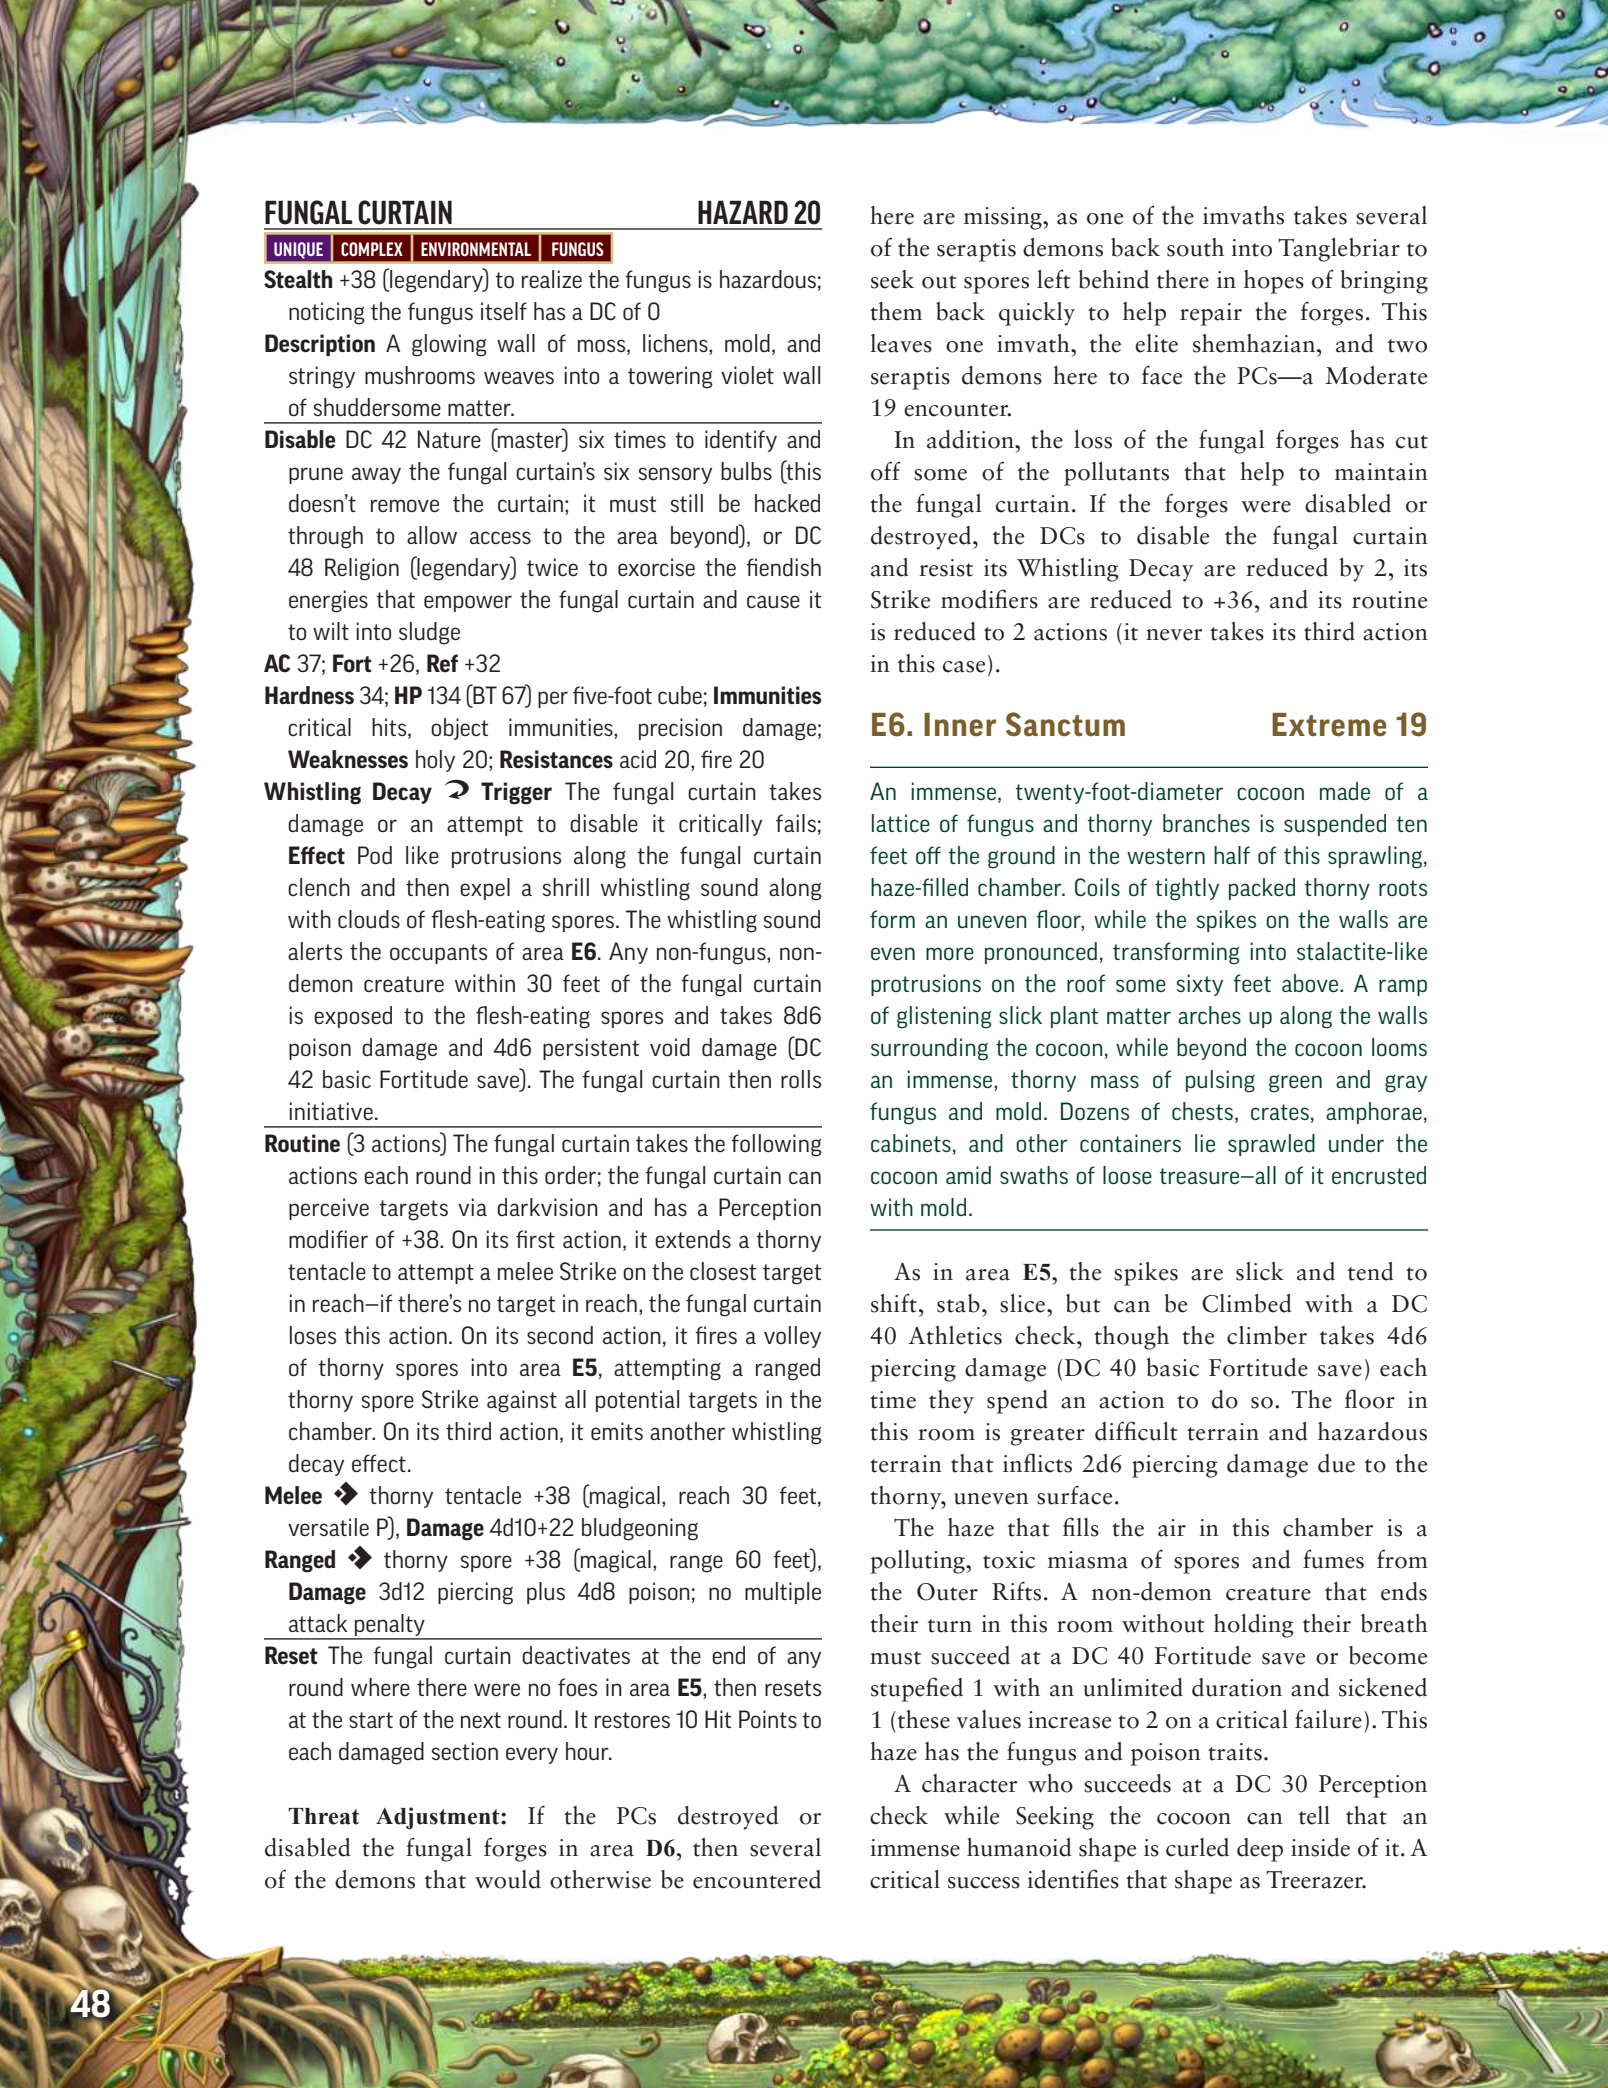 FUNGAL CURTAIN HAZARD 20
UNIQUE COMPLEX ENVIRONMENTAL FUNGUS
Stealth +38 (legendary) to realize the fungus is hazardous;
noticing the fungus itself has a DC of 0
Description A glowing wall of moss, lichens, mold, and
stringy mushrooms weaves into a towering violet wall
of shuddersome matter.
Disable DC 42 Nature (master) six times to identify and
prune away the fungal curtain's six sensory bulbs (this
doesn't remove the curtain; it must still be hacked
through to allow access to the area beyond), or DC
48 Religion (legendary) twice to exorcise the fiendish
energies that empower the fungal curtain and cause it
to wilt into sludge
AC 37; Fort +26, Ref +32
Hardness 34; HP 134 (BT 67) per five-foot cube; Immunities
critical hits, object immunities, precision damage;
Weaknesses holy 20; Resistances acid 20, fire 20
Whistling Decay Trigger The fungal curtain takes
damage or an attempt to disable it critically fails;
Effect Pod like protrusions along the fungal curtain
clench and then expel a shrill whistling sound along
with clouds of flesh-eating spores. The whistling sound
alerts the occupants of area E6. Any non-fungus, non-
demon creature within 30 feet of the fungal curtain
is exposed to the flesh-eating spores and takes 8d6
poison damage and 4d6 persistent void damage (DC
42 basic Fortitude save). The fungal curtain then rolls
initiative.
Routine (3 actions) The fungal curtain takes the following
actions each round in this order; the fungal curtain can
perceive targets via darkvision and has a Perception
modifier of +38. On its first action, it extends a thorny
tentacle to attempt a melee Strike on the closest target
in reach—if there's no target in reach, the fungal curtain
loses this action. On its second action, it fires a volley
of thorny spores into area E5, attempting a ranged
thorny spore Strike against all potential targets in the
chamber. On its third action, it emits another whistling
decay effect.
Melee thorny tentacle +38 (magical, reach 30 feet,
versatile P), Damage 4d10+22 bludgeoning
Ranged thorny spore +38 (magical, range 60 feet),
Damage 3d12 piercing plus 4d8 poison; no multiple
attack penalty
Reset The fungal curtain deactivates at the end of any
round where there were no foes in area E5, then resets
at the start of the next round. It restores 10 Hit Points to
each damaged section every hour.
Threat Adjustment: If the PCs destroyed or
disabled the fungal forges in area D6, then several
of the demons that would otherwise be encountered
here are missing, as one of the imvaths takes several
of the seraptis demons back south into Tanglebriar to
seek out spores left behind there in hopes of bringing
them back quickly to help repair the forges. This
leaves one imvath, the elite shemhazian, and two
seraptis demons here to face the PCs—a Moderate
19 encounter.
In addition, the loss of the fungal forges has cut
off some of the pollutants that help to maintain
the fungal curtain. If the forges were disabled or
destroyed, the DCs to disable the fungal curtain
and resist its Whistling Decay are reduced by 2, its
Strike modifiers are reduced to +36, and its routine
is reduced to 2 actions (it never takes its third action
in this case).
E6. Inner Sanctum Extreme 19
An immense, twenty-foot-diameter cocoon made of a
lattice of fungus and thorny branches is suspended ten
feet off the ground in the western half of this sprawling,
haze-filled chamber. Coils of tightly packed thorny roots
form an uneven floor, while the spikes on the walls are
even more pronounced, transforming into stalactite-like
protrusions on the roof some sixty feet above. A ramp
of glistening slick plant matter arches up along the walls
surrounding the cocoon, while beyond the cocoon looms
an immense, thorny mass of pulsing green and gray
fungus and mold. Dozens of chests, crates, amphorae,
cabinets, and other containers lie sprawled under the
cocoon amid swaths of loose treasure—all of it encrusted
with mold.
As in area E5, the spikes are slick and tend to
shift, stab, slice, but can be Climbed with a DC
40 Athletics check, though the climber takes 4d6
piercing damage (DC 40 basic Fortitude save) each
time they spend an action to do so. The floor in
this room is greater difficult terrain and hazardous
terrain that inflicts 2d6 piercing damage due to the
thorny, uneven surface.
The haze that fills the air in this chamber is a
polluting, toxic miasma of spores and fumes from
the Outer Rifts. A non-demon creature that ends
their turn in this room without holding their breath
must succeed at a DC 40 Fortitude save or become
stupefied 1 with an unlimited duration and sickened
1 (these values increase to 2 on a critical failure). This
haze has the fungus and poison traits.
A character who succeeds at a DC 30 Perception
check while Seeking the cocoon can tell that an
immense humanoid shape is curled deep inside of it. A
critical success identifies that shape as Treerazer.
48